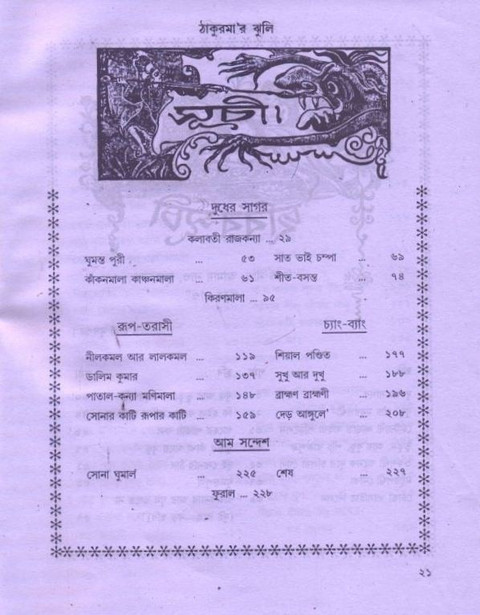 ঠাকুরমা'র ঝুলি
সূচী।
দুধের সাগর
কলাবতী রাজকন্যা ... ২৯
ঘুমন্ত পুরী ... ৫৩ সাত ভাই চম্পা ... ৬৯
কাঁকনমালা কাঞ্চনমালা ... ৬১ শীত-বসন্ত ... ৭৪
কিরণমালা ... ৯৫
রূপ-তরাসী চ্যাং-ব্যাং
নীলকমল আর লালকমল ... ১১৯ শিয়াল পণ্ডিত ... ১৭৭
ডালিম কুমার ... ১৩৭ সুখু আর দুখু ... ১৮৮
পাতাল-কন্যা মণিমালা ... ১৪৮ ব্রাহ্মণ ব্রাহ্মণী ... ১৯৬
সোনার কাটি রূপার কাটি ... ১৫৯ দেড় আঙ্গুলে' ... ২০৮
আম সন্দেশ
সোনা ঘুমাল ... ২২৫ শেষ ... ২২৭
ফুরাল ... ২২৮
২১